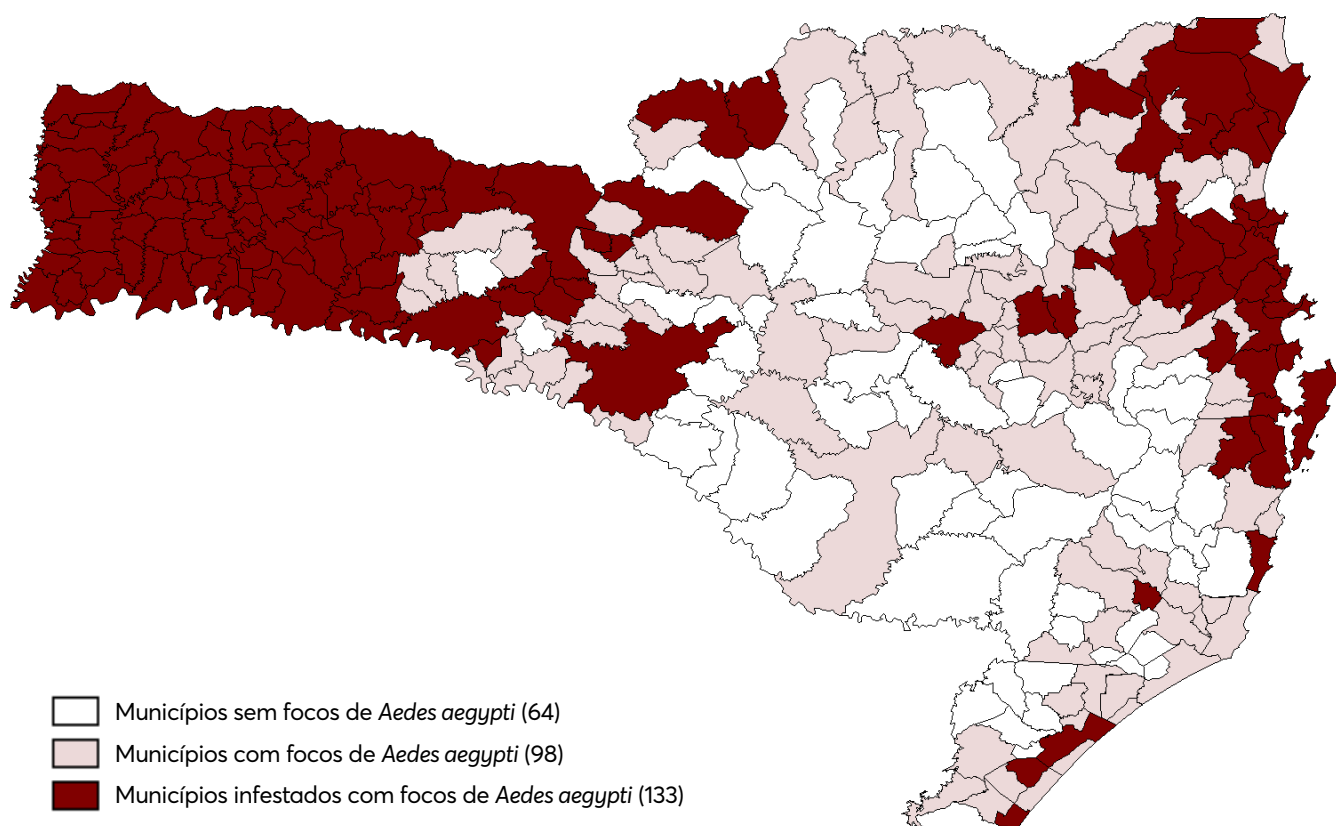 Municípios sem focos de Aedes aegypti (64)
Municípios com focos de Aedes aegypti (98)
Municípios infestados com focos de Aedes aegypti (133)